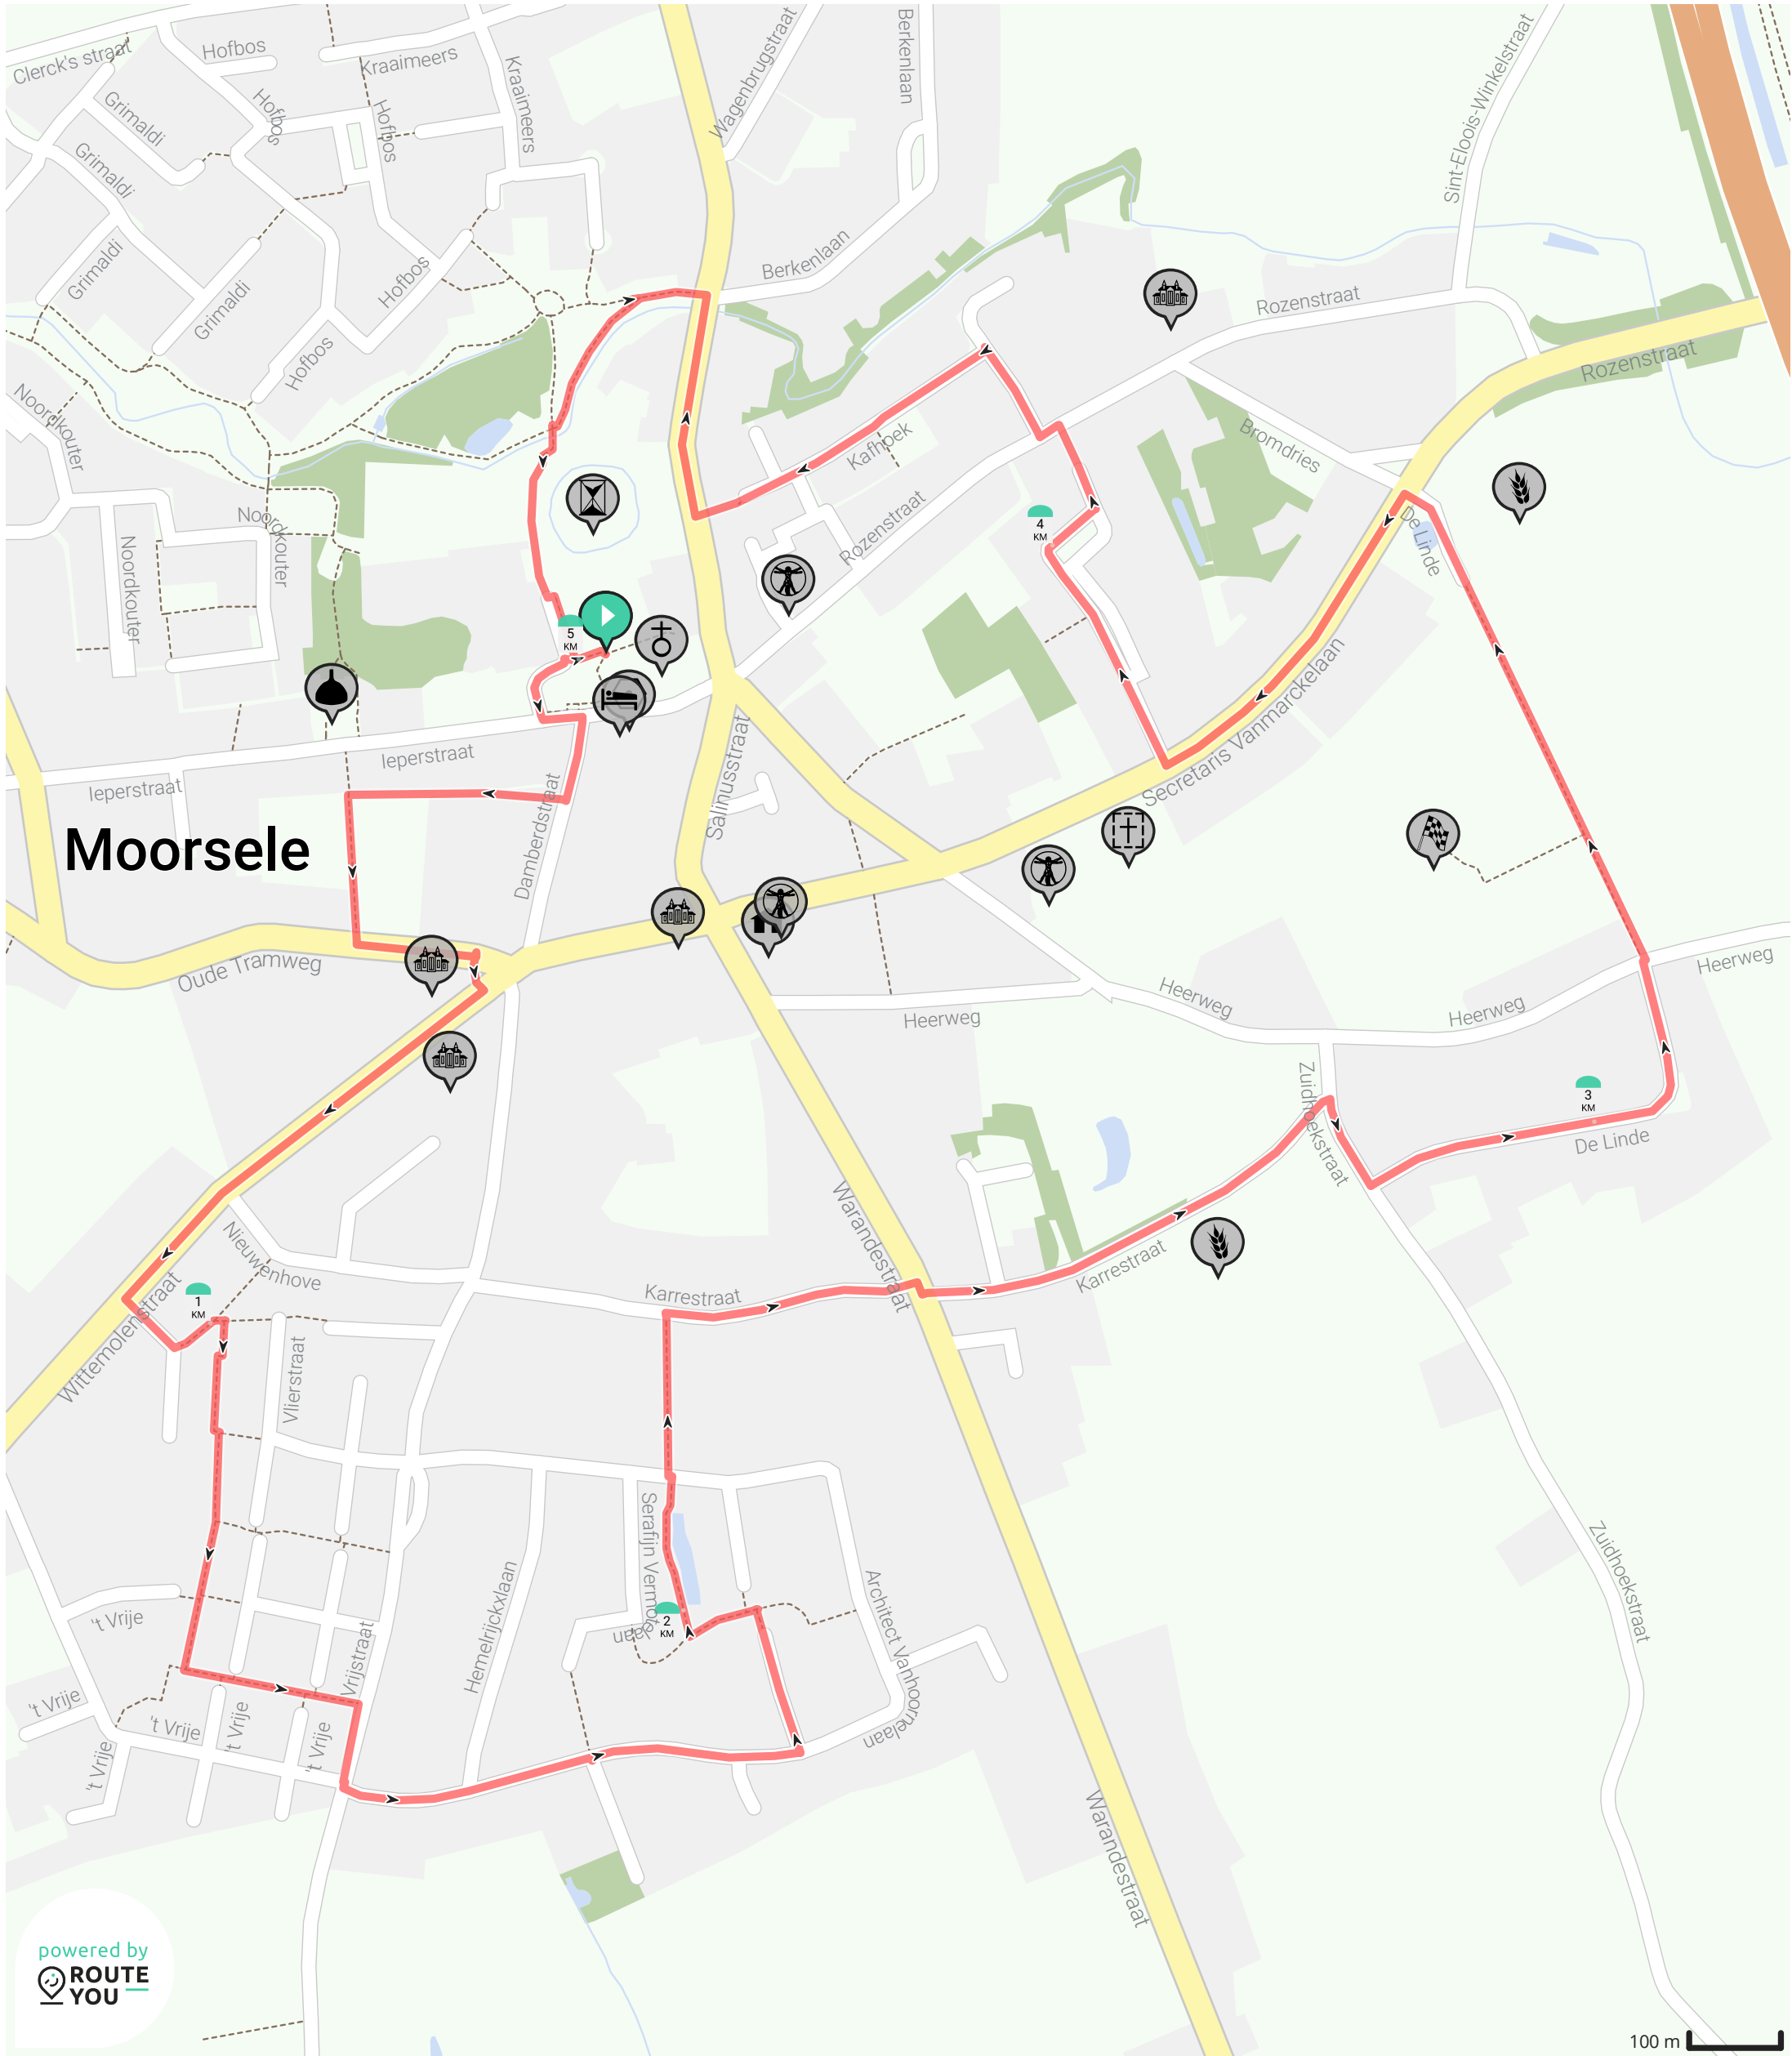 Clerck's straat
Hofbos
Kraaimeers
Kraaimeers
Wagenbrugstraat
Berkenlaan
Sint-Eloois-Winkelstraat
Grimaldi
Hofbos
Hofbos
Grimaldi
Grimaldi
Grimaldi
Hofbos
Hofbos
Berkenlaan
Rozenstraat
Rozenstraat
Noordkouter
Noordkouter
Noordkouter
Kafhoek
Bromdries
Rozenstraat
De Linde
4
KM
5
KM
Ieperstraat
Ieperstraat
Salinusstraat
Secretaris Vanmarckelaan
Damberdstraat
Moorsele
Oude Tramweg
Heerweg
Heerweg
Heerweg
Heerweg
Zuidhoekstraat
3
KM
De Linde
Warandestraat
Nieuwenhove
Karrestraat
Karrestraat
1
KM
Wittemolenstraat
Vlierstraat
Serafijn Vermote
laan
2
KM
Hemelrijckxlaan
Architect Vanhoornelaan
Zuidhoekstraat
't Vrije
't Vrije
't Vrije
't Vrije
't Vrije
't Vrije
Vrijstraat
Warandestraat
powered by
ROUTE
YOU
100 m